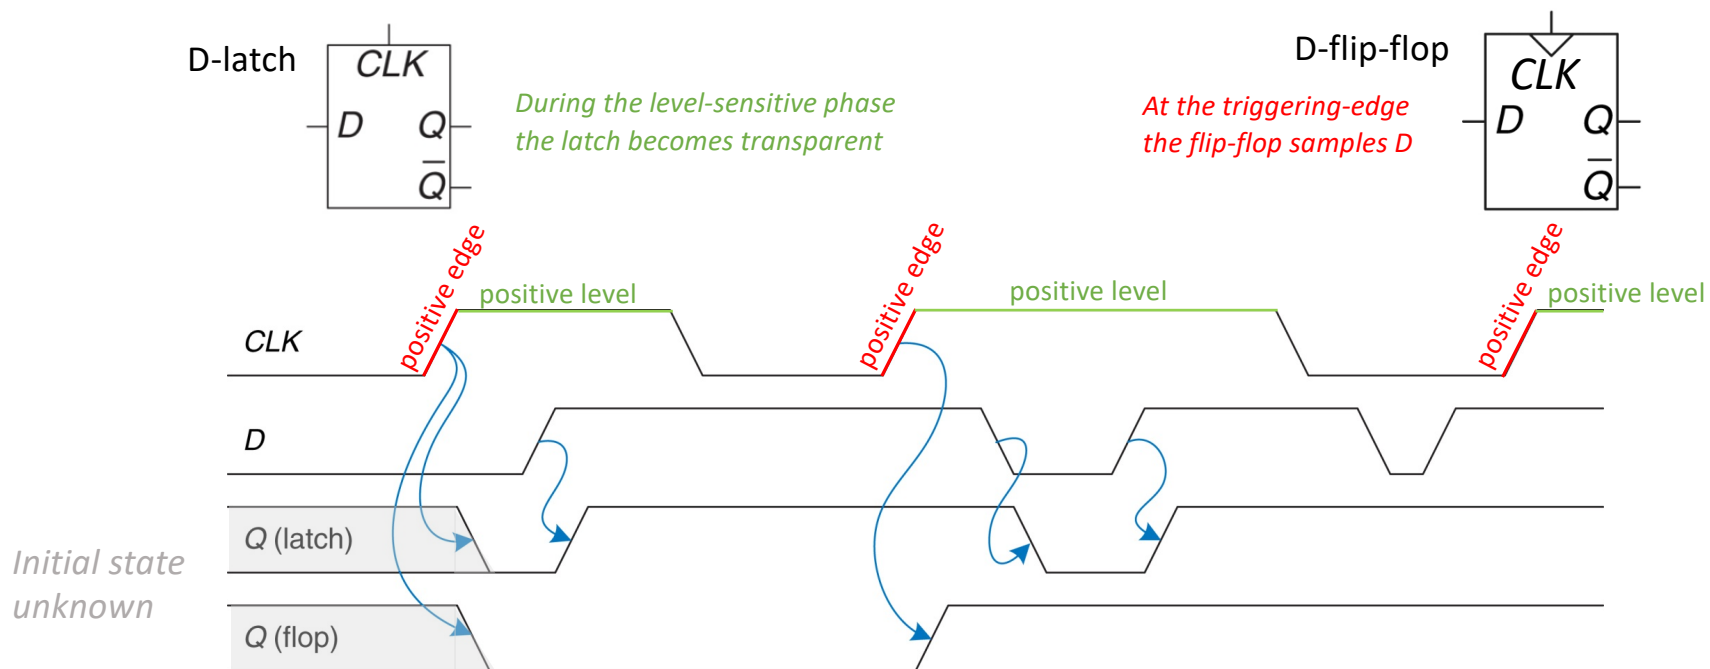 D-latch
CLK
D
Q
Q
During the level-sensitive phase
the latch becomes transparent
D-flip-flop
CLK
D
Q
Q
At the triggering-edge
the flip-flop samples D
positive edge
positive level
positive edge
positive level
positive edge
positive level
CLK
D
Q (latch)
Initial state
unknown
Q (flop)